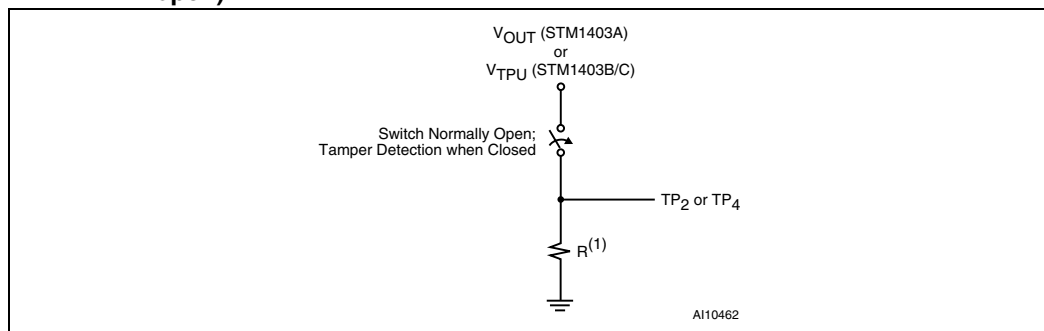 VOUT (STM1403A)
or
VTPU (STM1403B/C)
Switch Normally Open;
Tamper Detection when Closed
TP2 or TP4
R(1)
AI10462